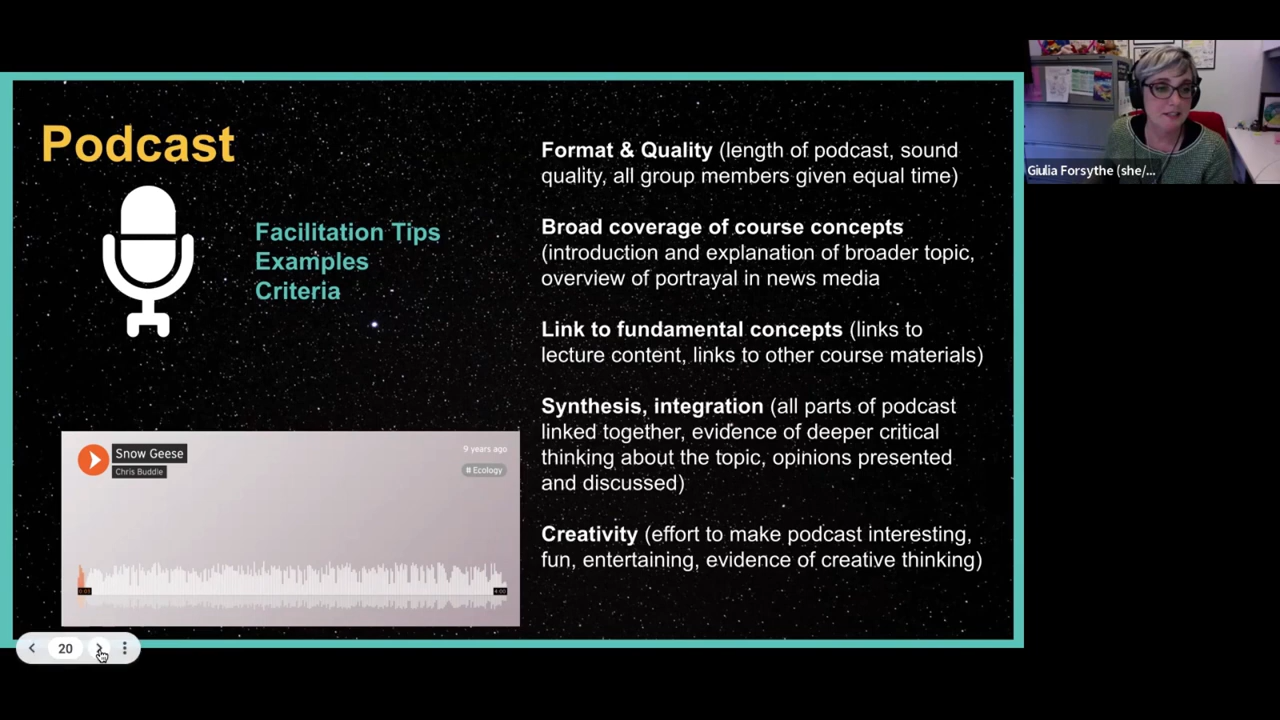 Podcast
Facilitation Tips
Examples
Criteria
Format & Quality (length of podcast, sound
quality, all group members given equal time)
Broad coverage of course concepts
(introduction and explanation of broader topic,
overview of portrayal in news media
Link to fundamental concepts (links to
lecture content, links to other course materials)
Synthesis, integration (all parts of podcast
linked together, evidence of deeper critical
thinking about the topic, opinions presented
and discussed)
Creativity (effort to make podcast interesting,
fun, entertaining, evidence of creative thinking)
Snow Geese
Chris Buddle
9 years ago
# Ecology
4:00
20
Giulia Forsythe (she/...